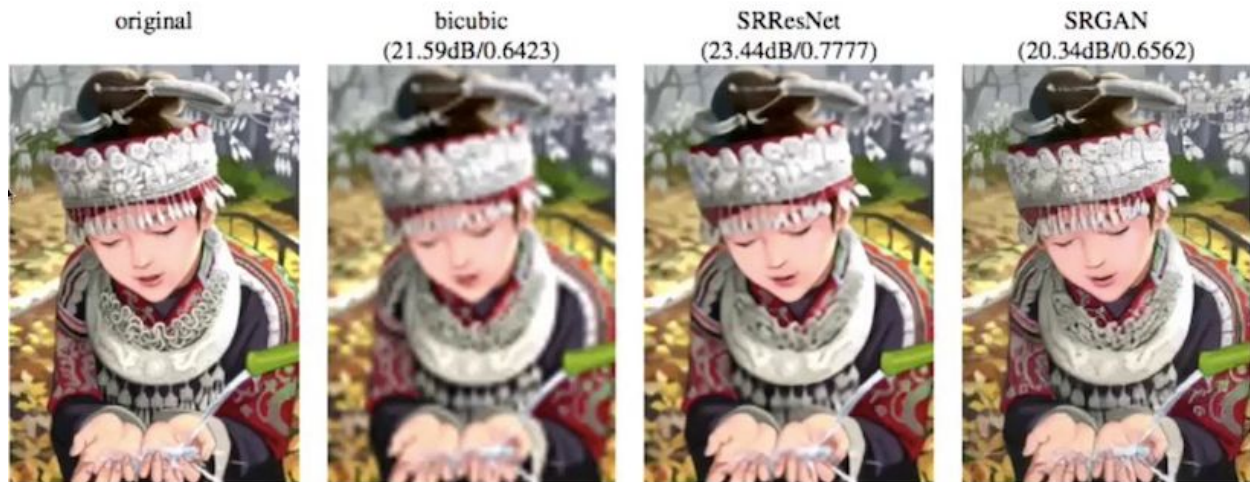 original
bicubic
(21.59dB/0.6423)
SRResNet
(23.44dB/0.7777)
SRGAN
(20.34dB/0.6562)